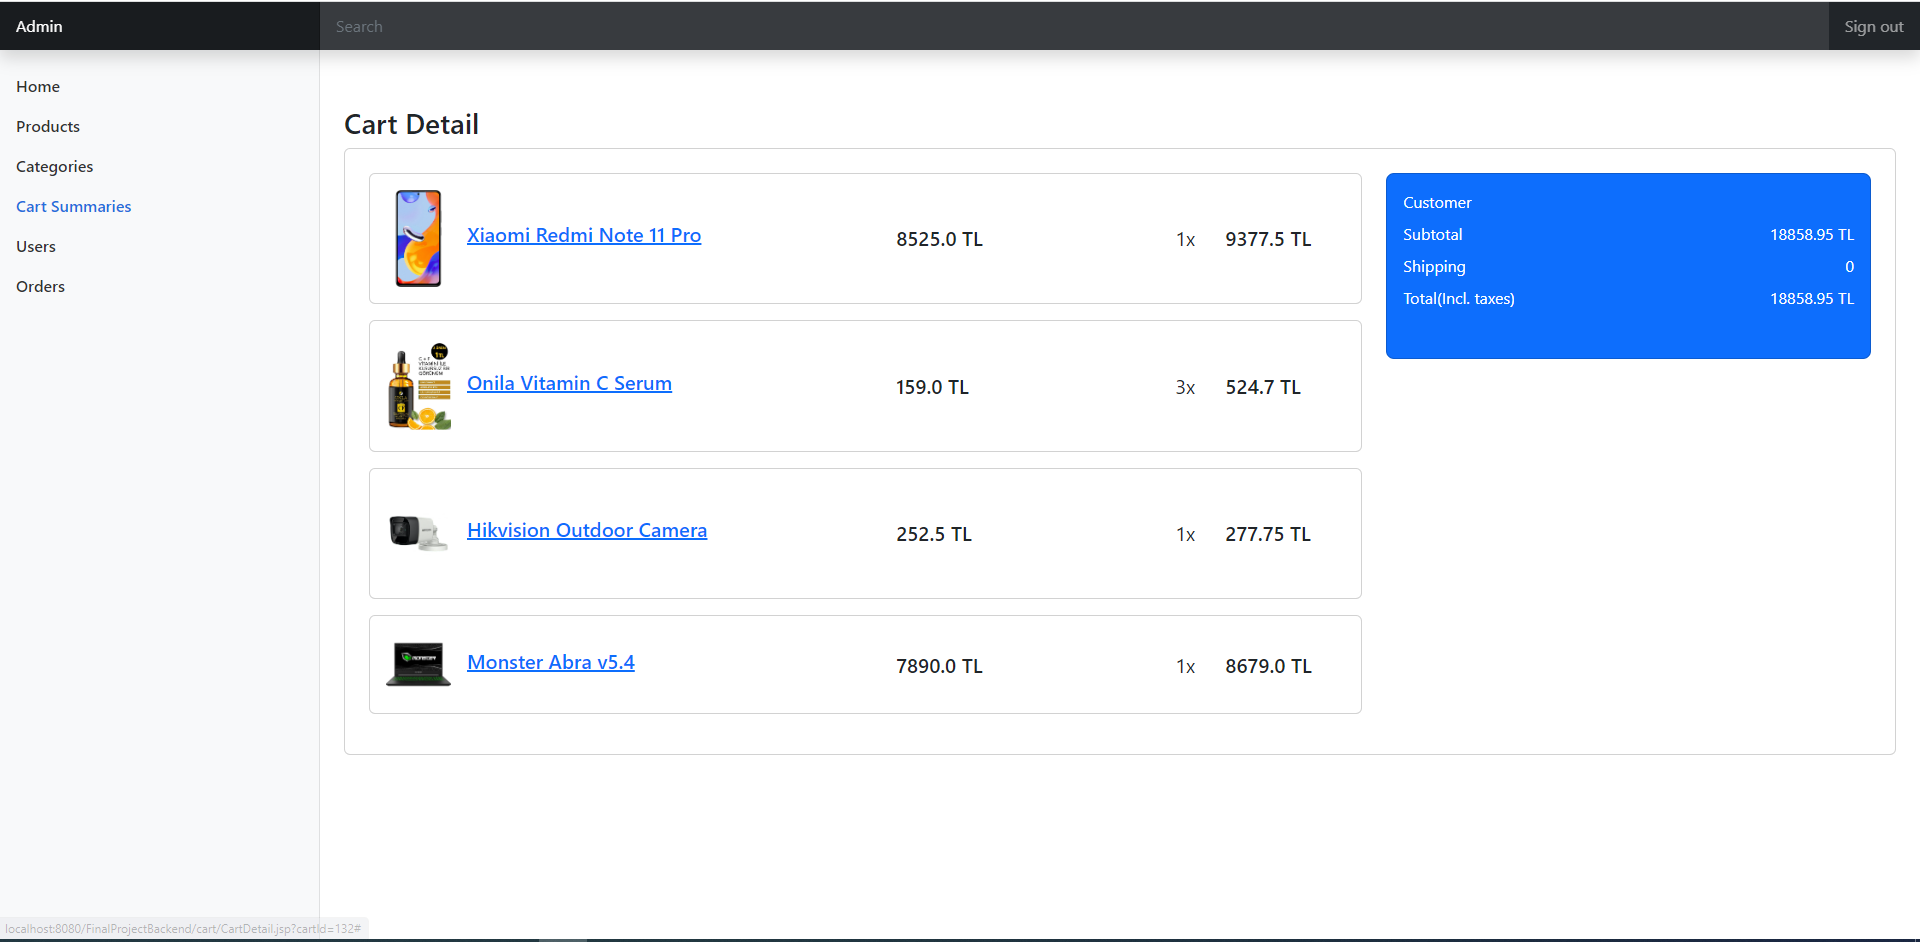 Admin
Search
Sign out
Home
Products
Categories
Cart Summaries
Users
Orders
Cart Detail
Xiaomi Redmi Note 11 Pro
8525.0 TL
1x
9377.5 TL
Onila Vitamin C Serum
159.0 TL
3x
524.7 TL
Hikvision Outdoor Camera
252.5 TL
1x
277.75 TL
MONSTER
Monster Abra v5.4
7890.0 TL
1x
8679.0 TL
Customer
Subtotal
18858.95 TL
Shipping
0
Total(Incl. taxes)
18858.95 TL
localhost:8080/FinalProjectBackend/cart/CartDetail.jsp?cartId=132#